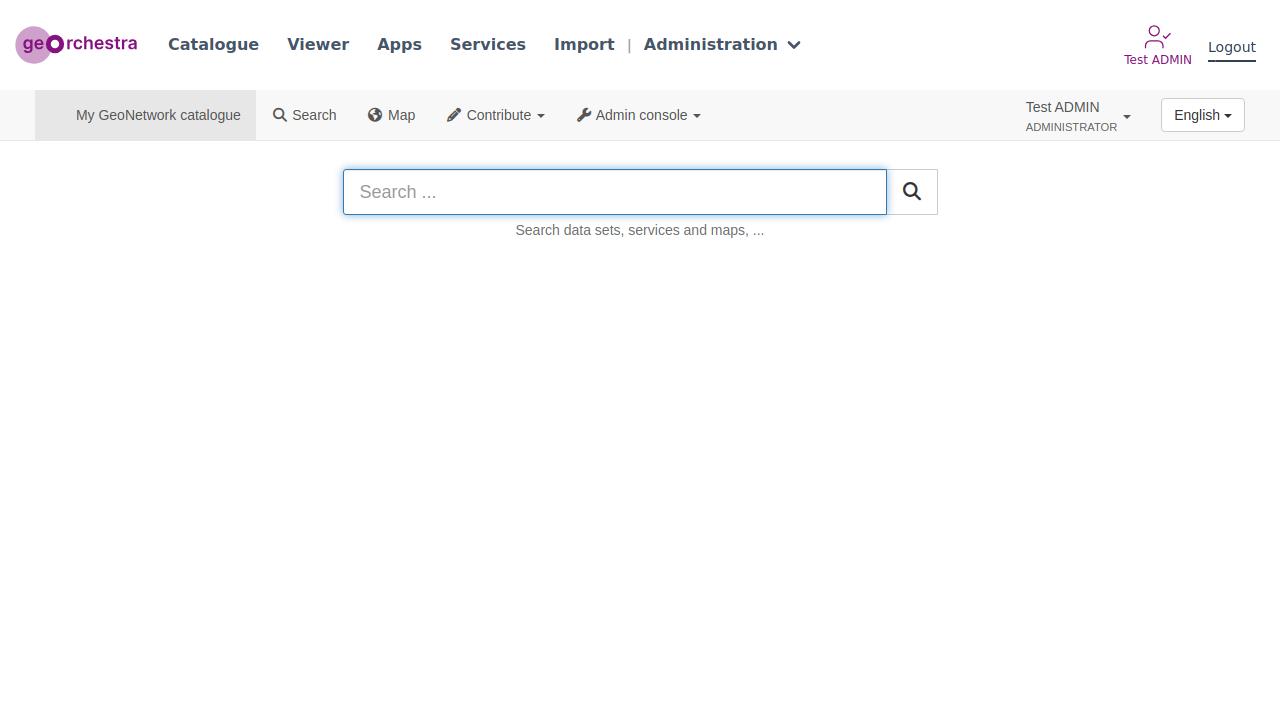 geOrchestra Catalogue Viewer Apps Services Import | Administration Test ADMIN Logout
My GeoNetwork catalogue Search Map Contribute Admin console Test ADMIN ADMINISTRATOR English
Search ...
Search data sets, services and maps, ...